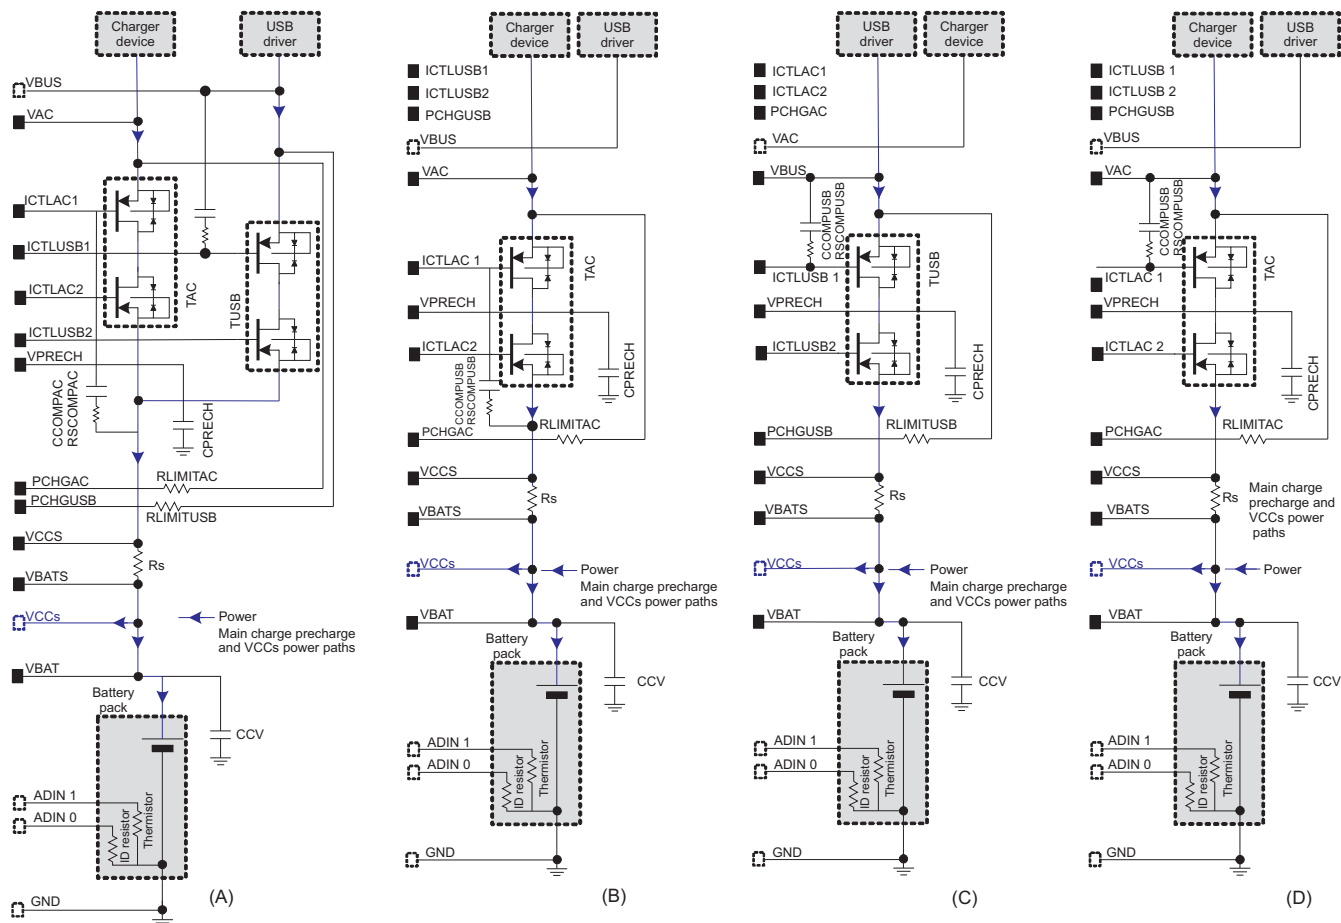 Charger
device
USB
driver
VBUS
VAC
ICTLAC1
ICTLUSB1
ICTLAC2
TAC
TUSB
ICTLUSB2
VPRECH
CCOMPAC
RSCOMPAC
CPRECH
PCHGAC
RLIMITAC
PCHGUSB
RLIMITUSB
VCCS
Rs
VBATS
VCCs
Power
Main charge precharge
and VCCs power paths
VBAT
Battery
pack
CCV
ADIN 1
ADIN 0
ID resistor
Thermistor
GND
(A)
Charger
device
USB
driver
ICTLUSB1
ICTLUSB2
PCHGUSB
VBUS
VAC
ICTLAC 1
TAC
VPRECH
ICTLAC2
CCOMPUSB
RSCOMPUSB
CPRECH
PCHGAC
RLIMITAC
VCCS
Rs
VBATS
VCCs
Power
Main charge precharge
and VCCs power paths
VBAT
Battery
pack
CCV
ADIN 1
ADIN 0
ID resistor
Thermistor
GND
(B)
USB
driver
Charger
device
ICTLAC1
ICTLAC2
PCHGAC
VAC
VBUS
CCOMPUSB
RSCOMPUSB
TUSB
ICTLUSB 1
VPRECH
ICTLUSB2
CPRECH
PCHGUSB
RLIMITUSB
VCCS
Rs
VBATS
VCCs
Power
Main charge precharge
and VCCs power paths
VBAT
Battery
pack
CCV
ADIN 1
ADIN 0
ID resistor
Thermistor
GND
(C)
Charger
device
USB
driver
ICTLUSB 1
ICTLUSB 2
PCHGUSB
VBUS
VAC
CCOMPUSB
RSCOMPUSB
TAC
ICTLAC 1
VPRECH
ICTLAC 2
CPRECH
PCHGAC
RLIMITAC
VCCS
Rs
Main charge
precharge and
VCCs power
paths
VBATS
VCCs
Power
VBAT
Battery
pack
CCV
ADIN 1
ADIN 0
ID resistor
Thermistor
GND
(D)